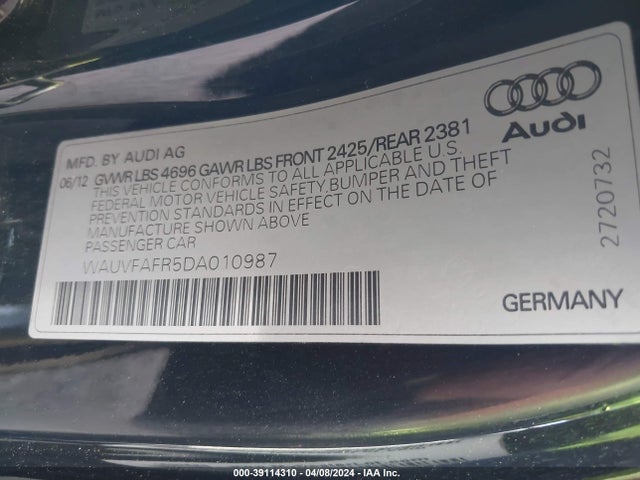 MFD. BY AUDI AG
06/12 GVWR LBS 4696 GAWR LBS FRONT 2425/REAR 2381
THIS VEHICLE CONFORMS TO ALL APPLICABLE U.S.
FEDERAL MOTOR VEHICLE SAFETY, BUMPER AND THEFT
PREVENTION STANDARDS IN EFFECT ON THE DATE OF
MANUFACTURE SHOWN ABOVE
PASSENGER CAR
WAUVFAFR5DA010987
Audi
2720732
GERMANY
000-39114310 - 04/08/2024 - IAA Inc.